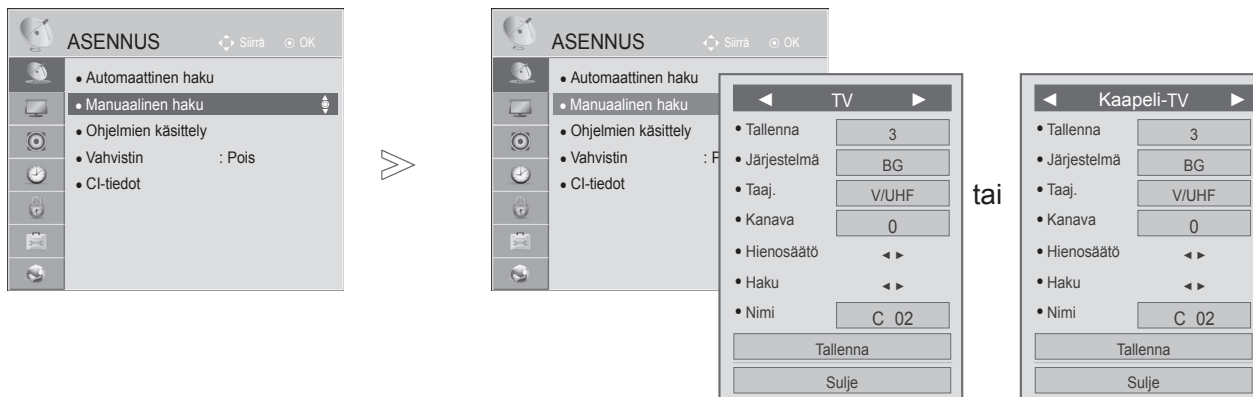 ASENNUS Siirrä OK
• Automaattinen haku
• Manuaalinen haku
• Ohjelmien käsittely
• Vahvistin : Pois
• CI-tiedot
ASENNUS Siirrä OK
• Automaattinen haku
• Manuaalinen haku
• Ohjelmien käsittely
• Vahvistin : P
• CI-tiedot
◄ TV ►
• Tallenna 3
• Järjestelmä BG
• Taaj. V/UHF
• Kanava 0
• Hienosäätö ◄ ►
• Haku ◄ ►
• Nimi C 02
Tallenna
Sulje
tai
◄ Kaapeli-TV ►
• Tallenna 3
• Järjestelmä BG
• Taaj. V/UHF
• Kanava 0
• Hienosäätö ◄ ►
• Haku ◄ ►
• Nimi C 02
Tallenna
Sulje